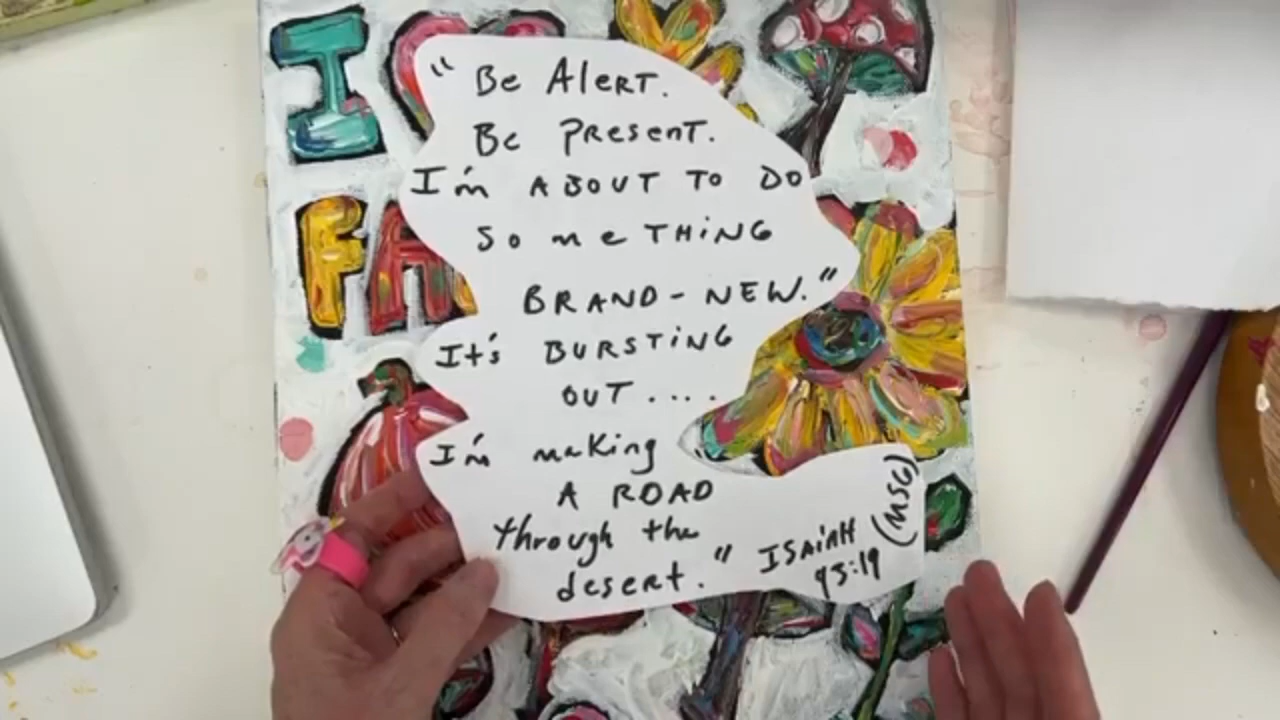 I
FA
"Be Alert.
Be Present.
I'm ABOUT TO DO
SomeTHiNG
BRAND-NEW."
It's BURSTiNG
OUT....
I'm making
A ROAD
through the
desert."
ISAiAH
43:19
(MSG)